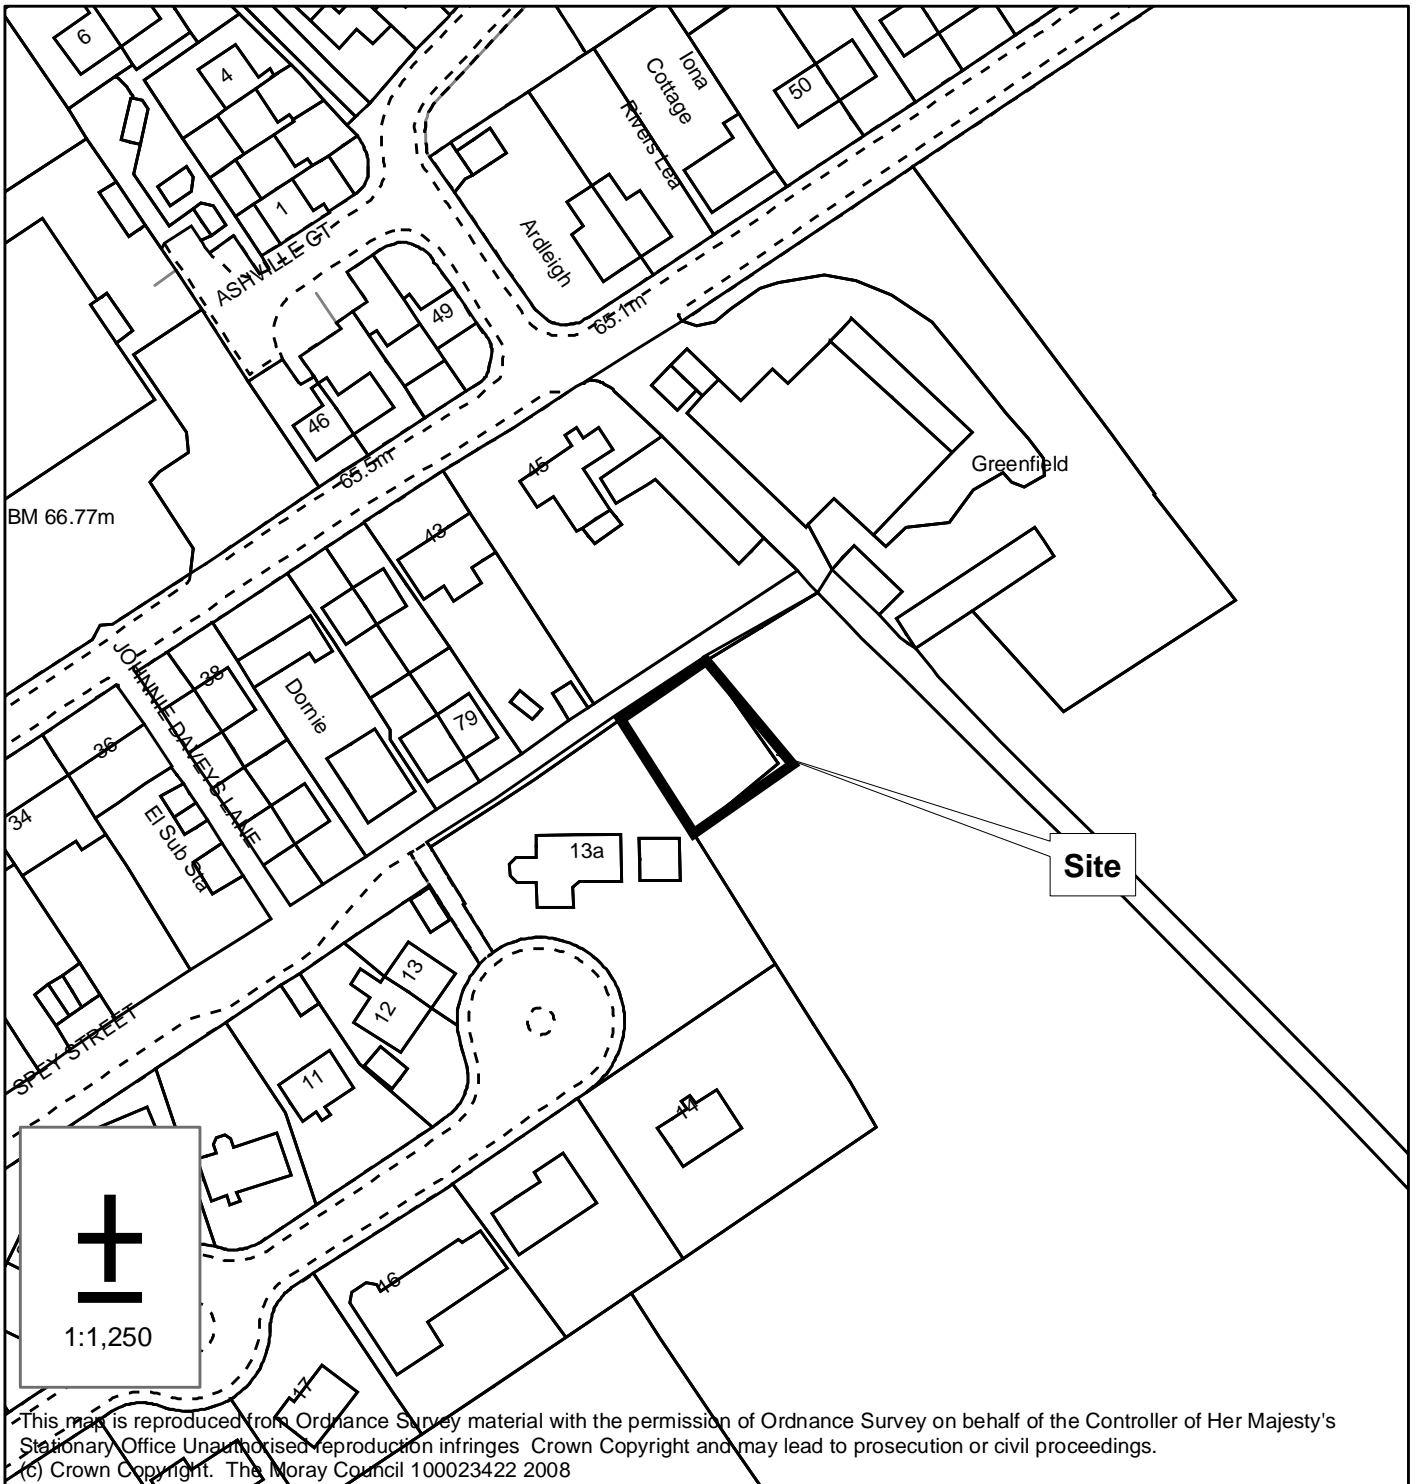 6
4
Iona
Cottage
50
Rivers Lea
1
Ardleigh
ASHVILLE CT
49
65.1m
46
65.5m
45
Greenfield
BM 66.77m
43
JOHNNIE DAVEYS LANE
38
Dornie
79
36
34
El Sub Sta
13a
Site
13
12
SPEY STREET
11
14
16
17
1:1,250
This map is reproduced from Ordnance Survey material with the permission of Ordnance Survey on behalf of the Controller of Her Majesty's
Stationary Office Unauthorised reproduction infringes Crown Copyright and may lead to prosecution or civil proceedings.
(c) Crown Copyright. The Moray Council 100023422 2008